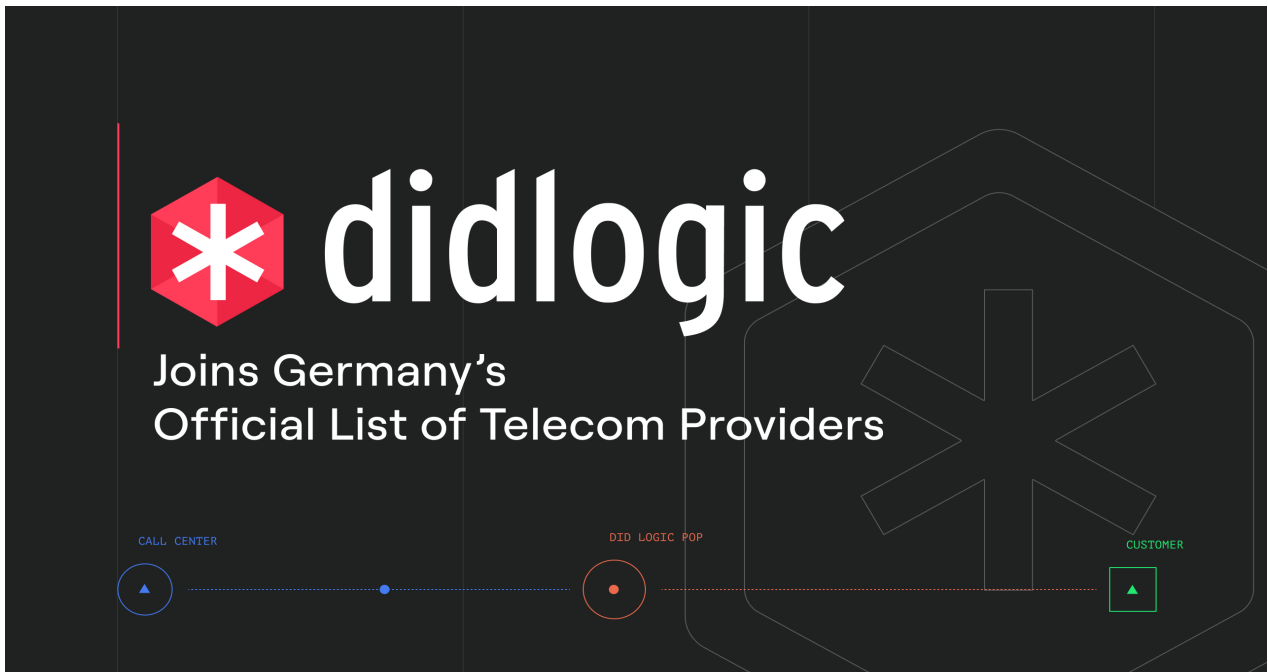 didlogic
Joins Germany’s
Official List of Telecom Providers
CALL CENTER
DID LOGIC POP
CUSTOMER